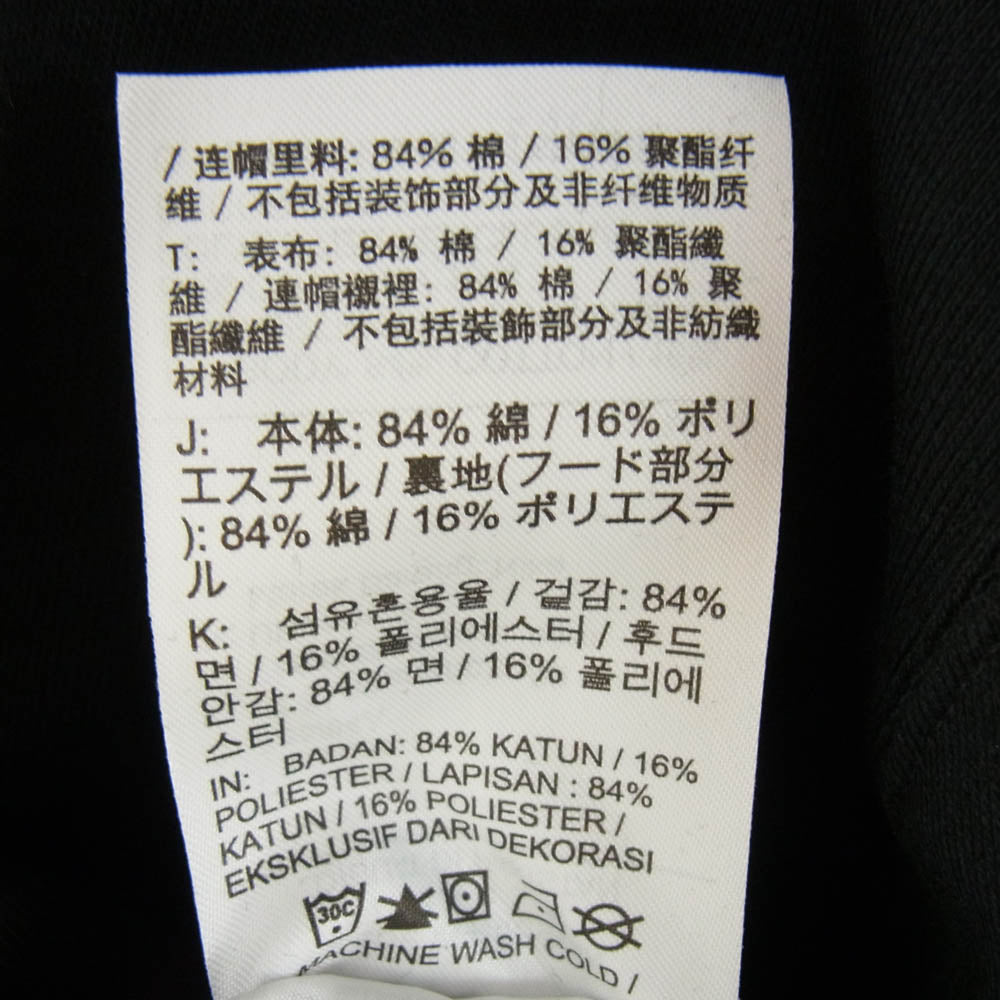 / 连帽里料: 84% 棉 / 16% 聚酯纤
维 / 不包括装饰部分及非纤维物质
T: 表布: 84% 棉 / 16% 聚酯纖
維 / 連帽襯裡: 84% 棉 / 16% 聚
酯纖維 / 不包括裝飾部分及非紡織
材料
J: 本体: 84% 綿 / 16% ポリ
エステル / 裏地(フード部分
): 84% 綿 / 16% ポリエステ
ル
K: 섬유혼용율 / 겉감: 84%
면 / 16% 폴리에스터 / 후드
안감: 84% 면 / 16% 폴리에
스터
IN: BADAN: 84% KATUN / 16%
POLIESTER / LAPISAN : 84%
KATUN / 16% POLIESTER /
EKSKLUSIF DARI DEKORASI
30C
MACHINE WASH COLD /